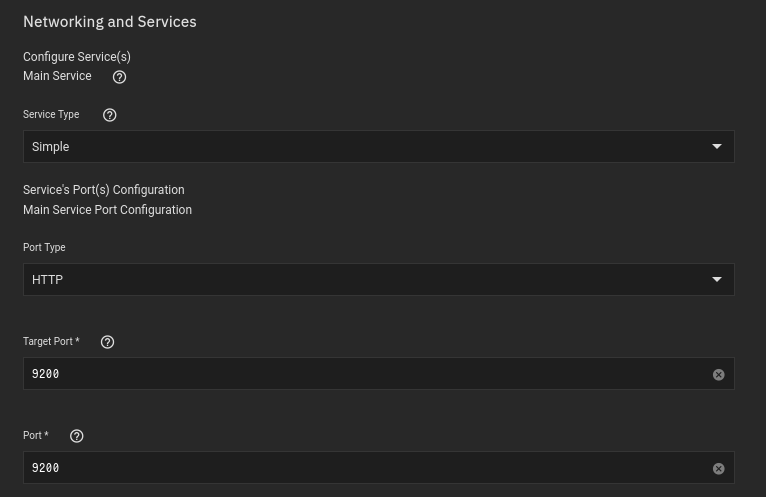 Networking and Services
Configure Service(s)
Main Service
Service Type
Simple
Service's Port(s) Configuration
Main Service Port Configuration
Port Type
HTTP
Target Port *
9200
Port *
9200